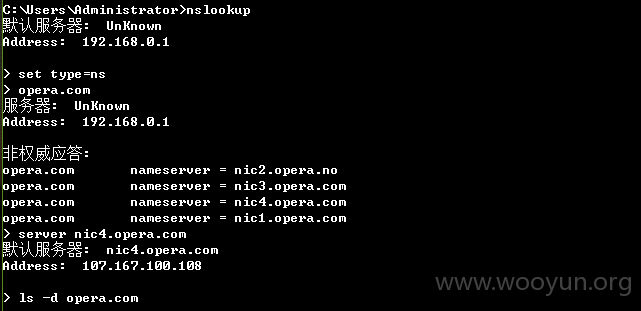 C:\Users\Administrator>nslookup
默认服务器:  UnKnown
Address:  192.168.0.1
> set type=ns
> opera.com
服务器:  UnKnown
Address:  192.168.0.1
非权威应答:
opera.com       nameserver = nic2.opera.no
opera.com       nameserver = nic3.opera.com
opera.com       nameserver = nic4.opera.com
opera.com       nameserver = nic1.opera.com
> server nic4.opera.com
默认服务器:  nic4.opera.com
Address:  107.167.100.108
> ls -d opera.com
www.wooyun.org